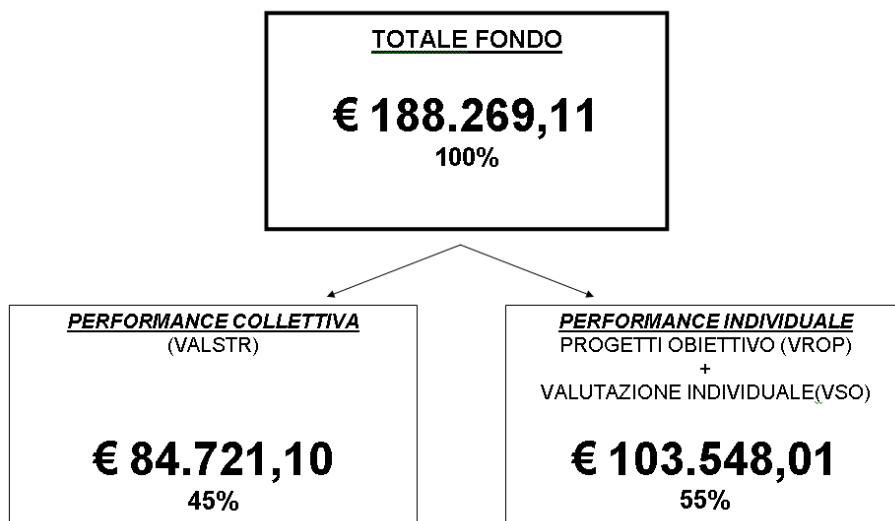 TOTALE FONDO
€ 188.269,11
100%
PERFORMANCE COLLETTIVA
(VALSTR)
€ 84.721,10
45%
PERFORMANCE INDIVIDUALE
PROGETTI OBIETTIVO (VROP)
+
VALUTAZIONE INDIVIDUALE(VSO)
€ 103.548,01
55%